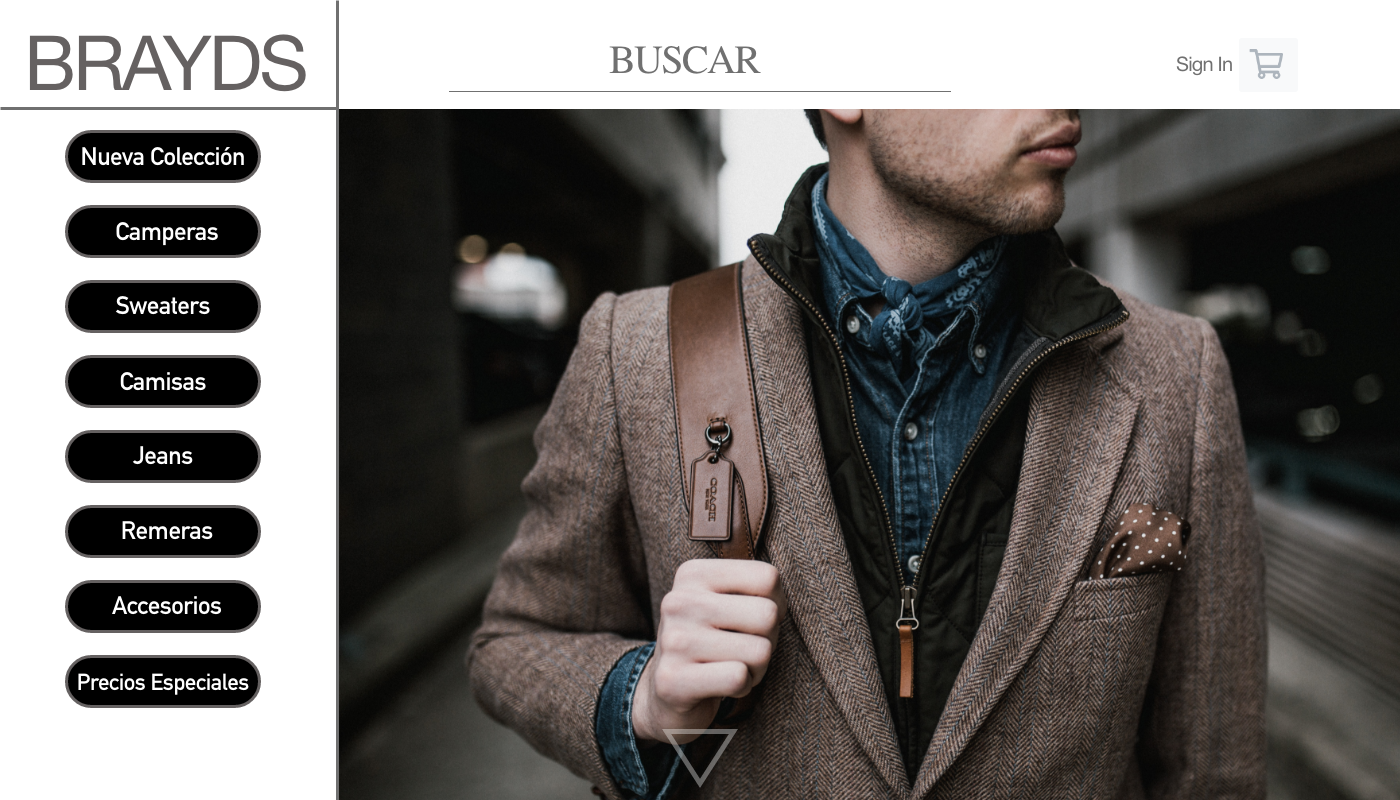 BRAYDS
BUSCAR
Sign In
Nueva Colección
Camperas
Sweaters
Camisas
Jeans
Remeras
Accesorios
Precios Especiales
COACH